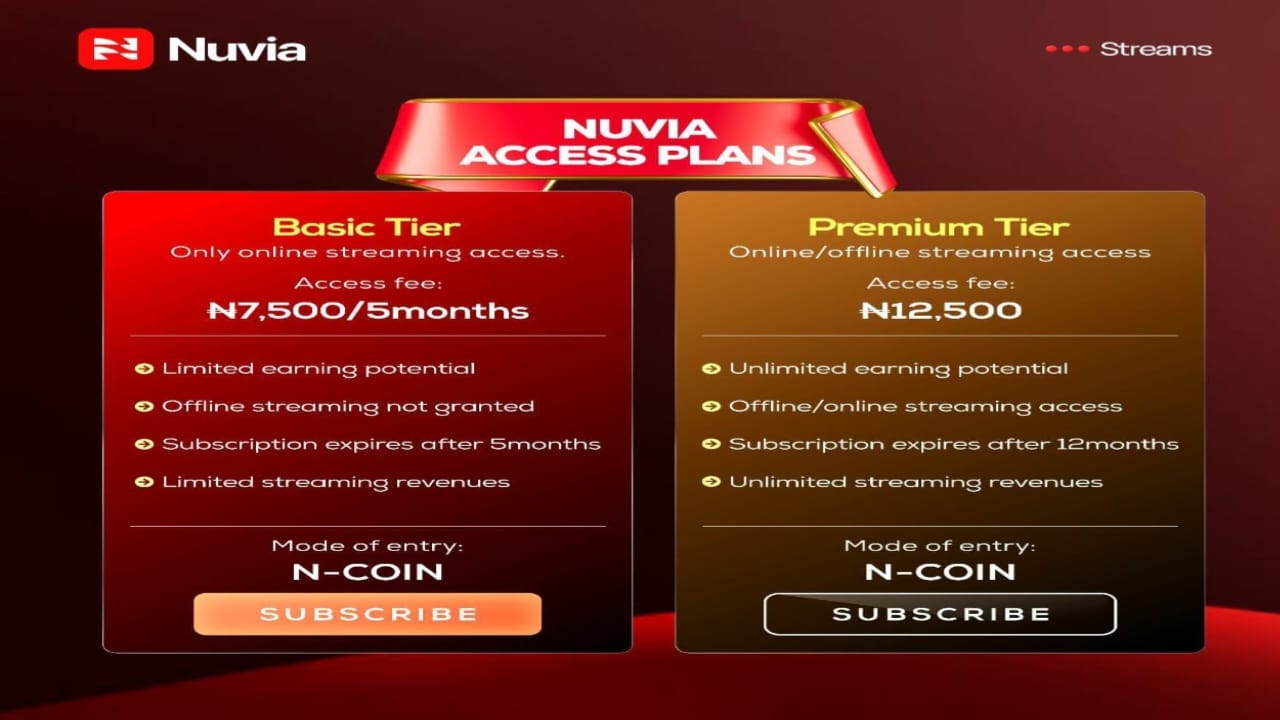 Nuvia
Streams
NUVIA
ACCESS PLANS
Basic Tier
Only online streaming access.
Access fee:
₦7,500/5months
Limited earning potential
Offline streaming not granted
Subscription expires after 5months
Limited streaming revenues
Mode of entry:
N-COIN
SUBSCRIBE
Premium Tier
Online/offline streaming access
Access fee:
₦12,500
Unlimited earning potential
Offline/online streaming access
Subscription expires after 12months
Unlimited streaming revenues
Mode of entry:
N-COIN
SUBSCRIBE